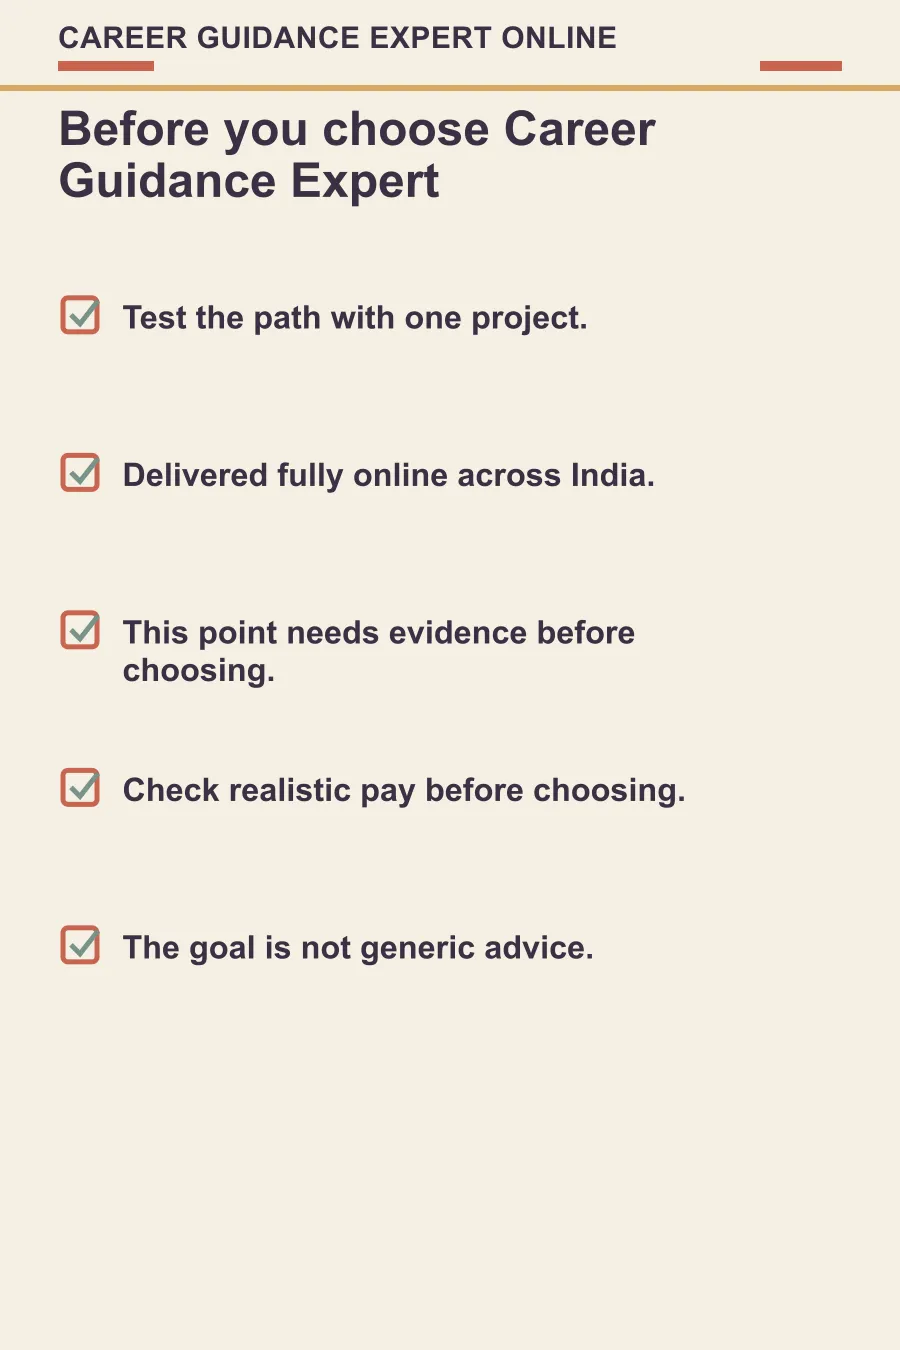 CAREER GUIDANCE EXPERT ONLINE
Before you choose Career
Guidance Expert
Test the path with one project.
Delivered fully online across India.
This point needs evidence before
choosing.
Check realistic pay before choosing.
The goal is not generic advice.